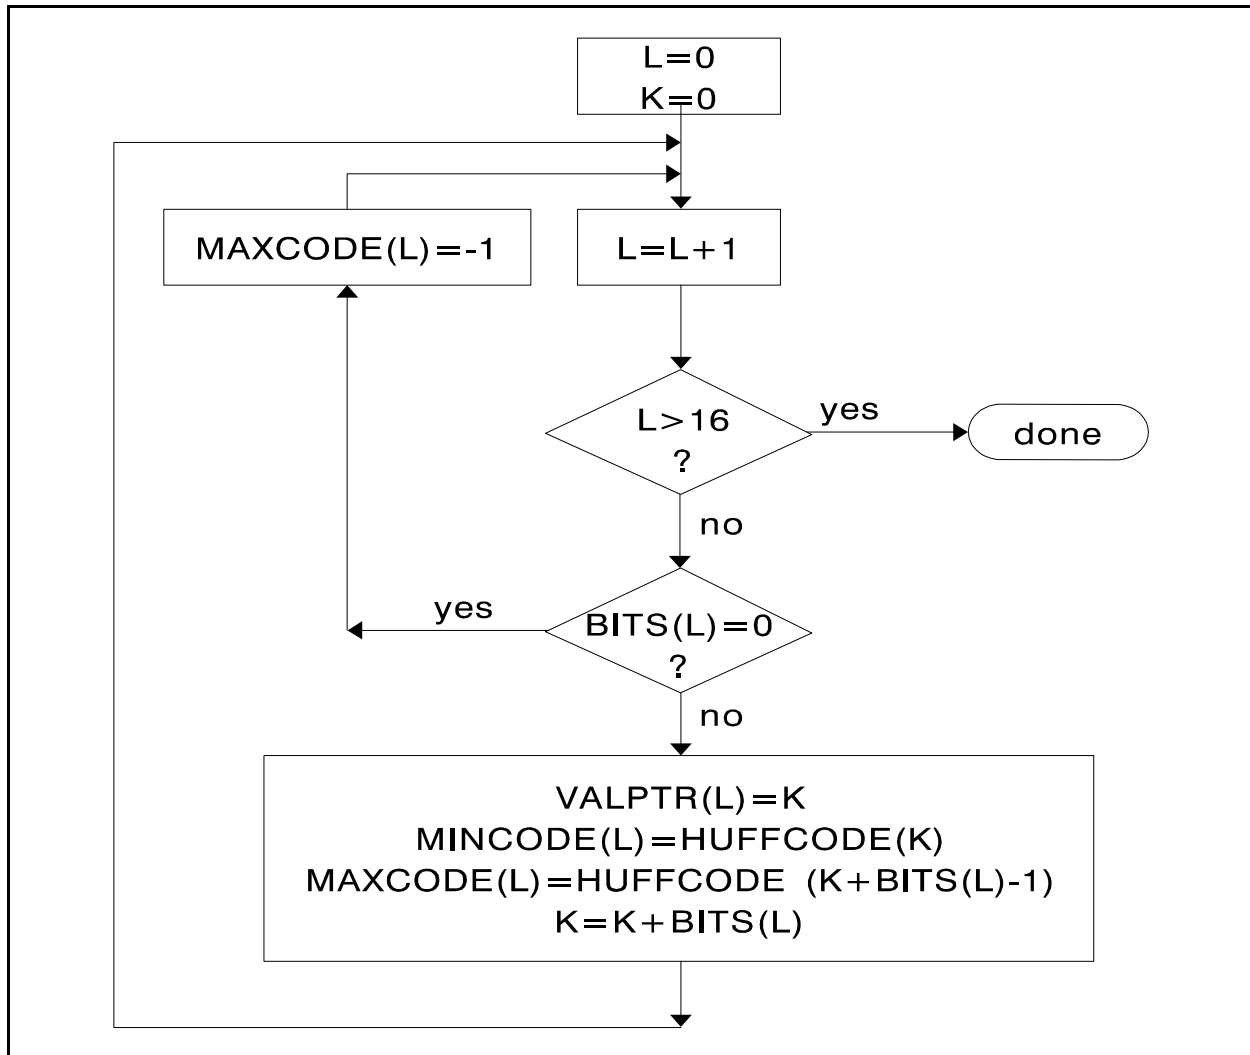 L=0
K=0
MAXCODE(L)=-1
L=L+1
L>16
?
yes
done
no
BITS(L)=0
?
yes
no
VALPTR(L)=K
MINCODE(L)=HUFFCODE(K)
MAXCODE(L)=HUFFCODE (K+BITS(L)-1)
K=K+BITS(L)